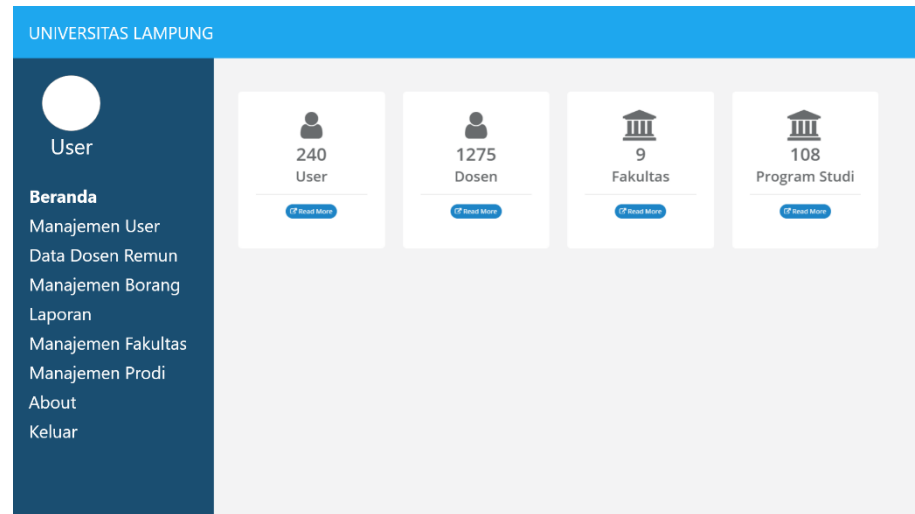 UNIVERSITAS LAMPUNG
User
Beranda
Manajemen User
Data Dosen Remun
Manajemen Borang
Laporan
Manajemen Fakultas
Manajemen Prodi
About
Keluar
240
User
Read More
1275
Dosen
Read More
9
Fakultas
Read More
108
Program Studi
Read More